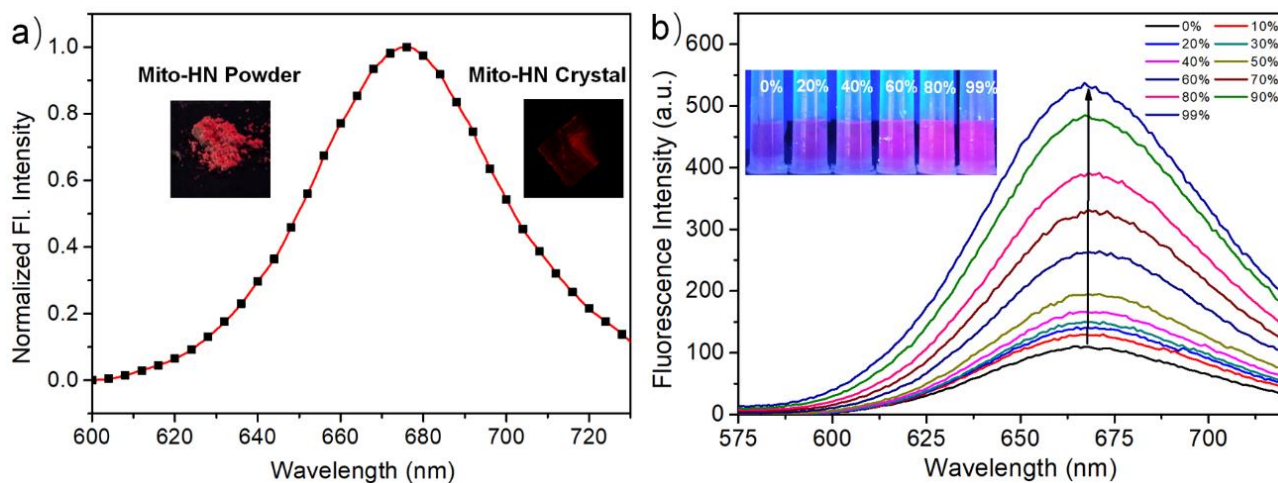 a)
Normalized Fl. Intensity
1.0
0.8
0.6
0.4
0.2
0.0
Mito-HN Powder
Mito-HN Crystal
600 620 640 660 680 700 720
Wavelength (nm)
b)
Fluorescence Intensity (a.u.)
600
500
400
300
200
100
0
0% 20% 40% 60% 80% 99%
0% 10%
20% 30%
40% 50%
60% 70%
80% 90%
99%
575 600 625 650 675 700
Wavelength (nm)